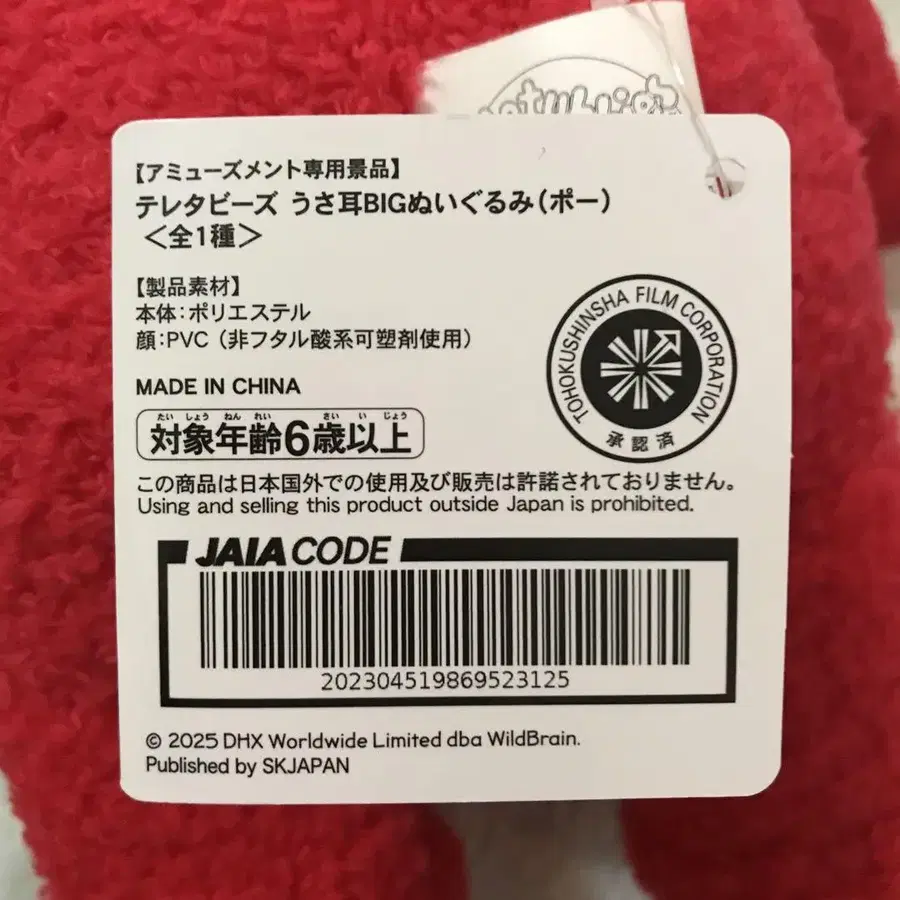 【アミューズメント専用景品】
テレタビーズ うさ耳BIGぬいぐるみ(ポー)
<全1種>
【製品素材】
本体:ポリエステル
顔:PVC (非フタル酸系可塑剤使用)
MADE IN CHINA
たい しょう ねん れい さい い じょう
対象年齢6歳以上
TOHOKUSHINSHA FILM CORPORATION
承認済
この商品は日本国外での使用及び販売は許諾されておりません。
Using and selling this product outside Japan is prohibited.
JAIA CODE
202304519869523125
© 2025 DHX Worldwide Limited dba WildBrain.
Published by SKJAPAN